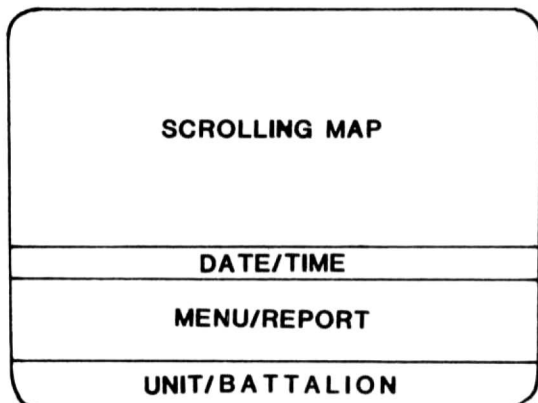 SCROLLING MAP
DATE/TIME
MENU/REPORT
UNIT/BATTALION